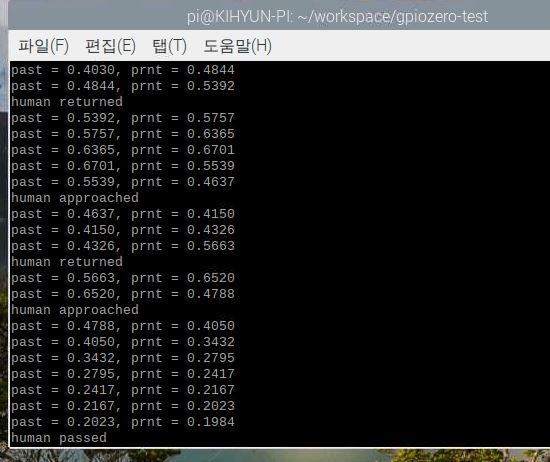 pi@KIHYUN-PI: ~/workspace/gpiozero-test
파일(F) 편집(E) 탭(T) 도움말(H)
past = 0.4030, prnt = 0.4844
past = 0.4844, prnt = 0.5392
human returned
past = 0.5392, prnt = 0.5757
past = 0.5757, prnt = 0.6365
past = 0.6365, prnt = 0.6701
past = 0.6701, prnt = 0.5539
past = 0.5539, prnt = 0.4637
human approached
past = 0.4637, prnt = 0.4150
past = 0.4150, prnt = 0.4326
past = 0.4326, prnt = 0.5663
human returned
past = 0.5663, prnt = 0.6520
past = 0.6520, prnt = 0.4788
human approached
past = 0.4788, prnt = 0.4050
past = 0.4050, prnt = 0.3432
past = 0.3432, prnt = 0.2795
past = 0.2795, prnt = 0.2417
past = 0.2417, prnt = 0.2167
past = 0.2167, prnt = 0.2023
past = 0.2023, prnt = 0.1984
human passed